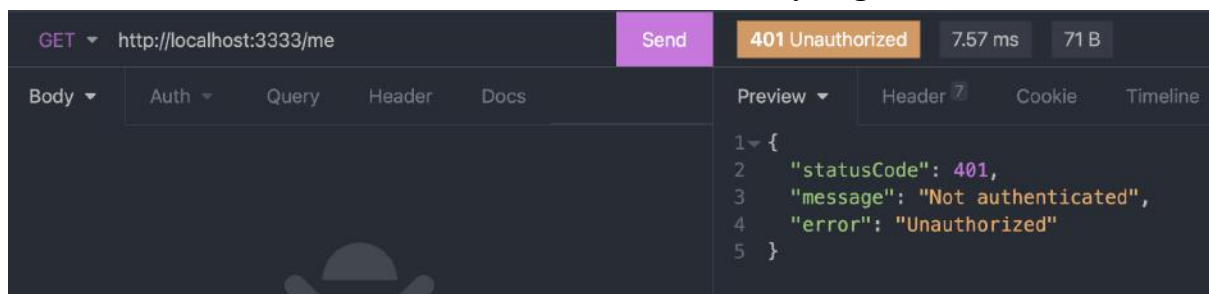 GET http://localhost:3333/me Send 401 Unauthorized 7.57 ms 71 B
Body Auth Query Header Docs Preview Header 7 Cookie Timeline
1 {
2 "statusCode": 401,
3 "message": "Not authenticated",
4 "error": "Unauthorized"
5 }